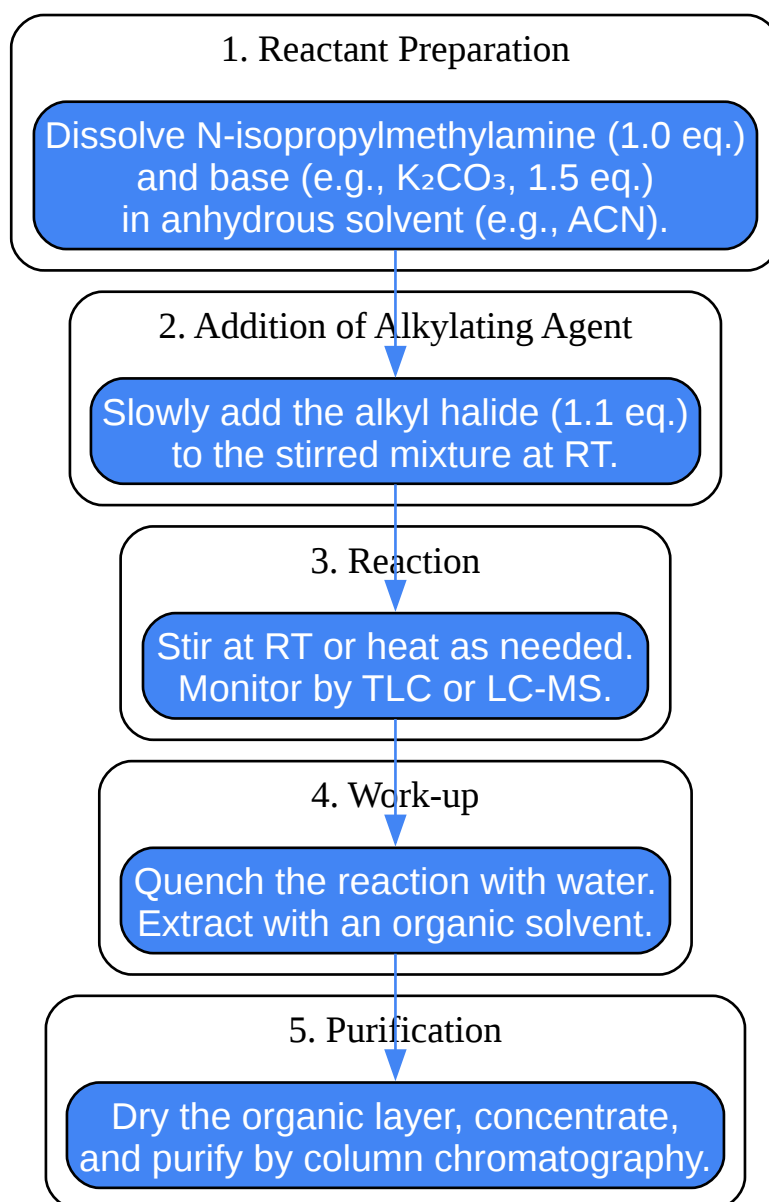 1. Reactant Preparation
Dissolve N-isopropylmethylamine (1.0 eq.)
and base (e.g., K₂CO₃, 1.5 eq.)
in anhydrous solvent (e.g., ACN).
2. Addition of Alkylating Agent
Slowly add the alkyl halide (1.1 eq.)
to the stirred mixture at RT.
3. Reaction
Stir at RT or heat as needed.
Monitor by TLC or LC-MS.
4. Work-up
Quench the reaction with water.
Extract with an organic solvent.
5. Purification
Dry the organic layer, concentrate,
and purify by column chromatography.